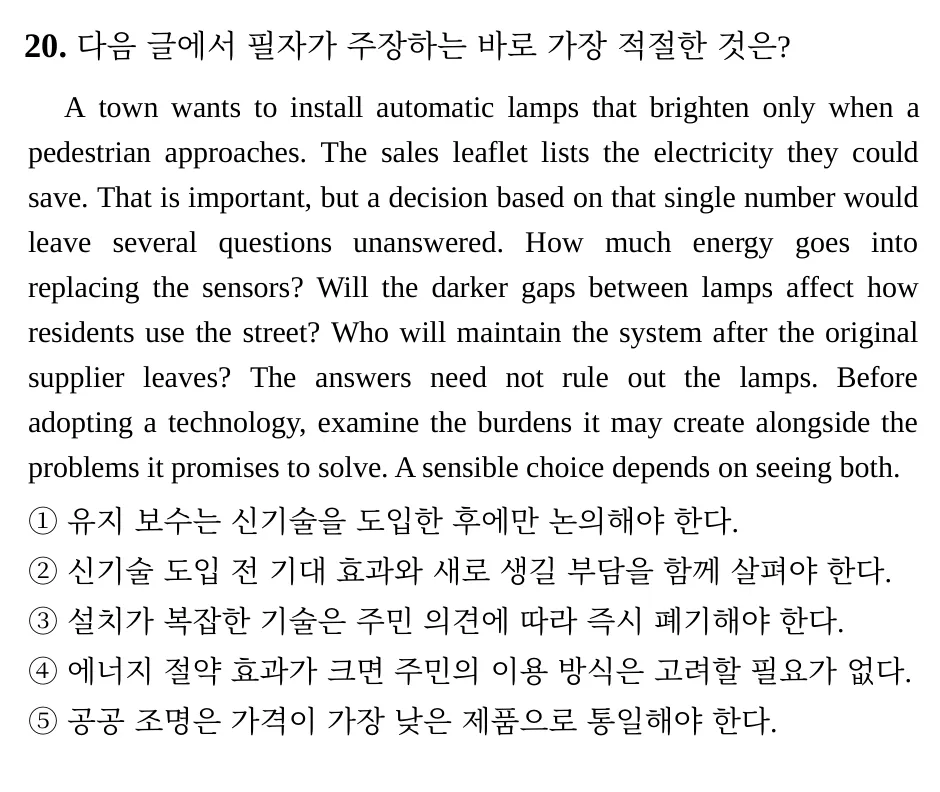 20. 다음 글에서 필자가 주장하는 바로 가장 적절한 것은?
A town wants to install automatic lamps that brighten only when a
pedestrian approaches. The sales leaflet lists the electricity they could
save. That is important, but a decision based on that single number would
leave several questions unanswered. How much energy goes into
replacing the sensors? Will the darker gaps between lamps affect how
residents use the street? Who will maintain the system after the original
supplier leaves? The answers need not rule out the lamps. Before
adopting a technology, examine the burdens it may create alongside the
problems it promises to solve. A sensible choice depends on seeing both.
① 유지 보수는 신기술을 도입한 후에만 논의해야 한다.
② 신기술 도입 전 기대 효과와 새로 생길 부담을 함께 살펴야 한다.
③ 설치가 복잡한 기술은 주민 의견에 따라 즉시 폐기해야 한다.
④ 에너지 절약 효과가 크면 주민의 이용 방식은 고려할 필요가 없다.
⑤ 공공 조명은 가격이 가장 낮은 제품으로 통일해야 한다.